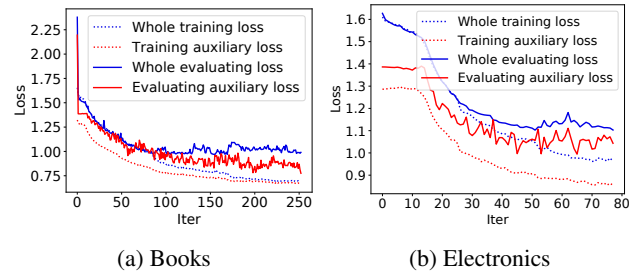 2.25
2.00
1.75
1.50
1.25
1.00
0.75
Loss
Whole training loss
Training auxiliary loss
Whole evaluating loss
Evaluating auxiliary loss
0 50 100 150 200 250
Iter
(a) Books
1.6
1.5
1.4
1.3
1.2
1.1
1.0
0.9
Loss
Whole training loss
Training auxiliary loss
Whole evaluating loss
Evaluating auxiliary loss
0 10 20 30 40 50 60 70 80
Iter
(b) Electronics